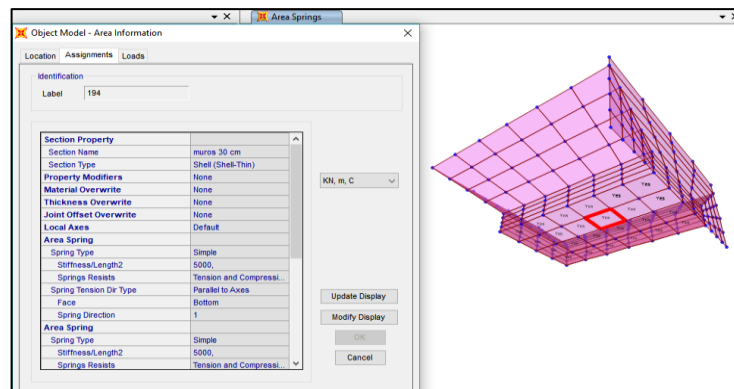 Area Springs
Object Model - Area Information
Location Assignments Loads
Identification
Label 194
Section Property
Section Name muros 30 cm
Section Type Shell (Shell-Thin)
Property Modifiers None
Material Overwrite None
Thickness Overwrite None
Joint Offset Overwrite None
Local Axes Default
Area Spring
Spring Type Simple
Stiffness/Length2 5000,
Springs Resists Tension and Compressi...
Spring Tension Dir Type Parallel to Axes
Face Bottom
Spring Direction 1
Area Spring
Spring Type Simple
Stiffness/Length2 5000,
Springs Resists Tension and Compressi...
KN, m, C
Update Display
Modify Display
OK
Cancel
YES
YES
YES
YES